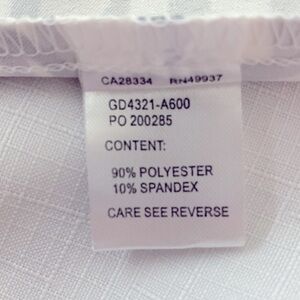 CA28334 RN49937
GD4321-A600
PO 200285
CONTENT:
90% POLYESTER
10% SPANDEX
CARE SEE REVERSE